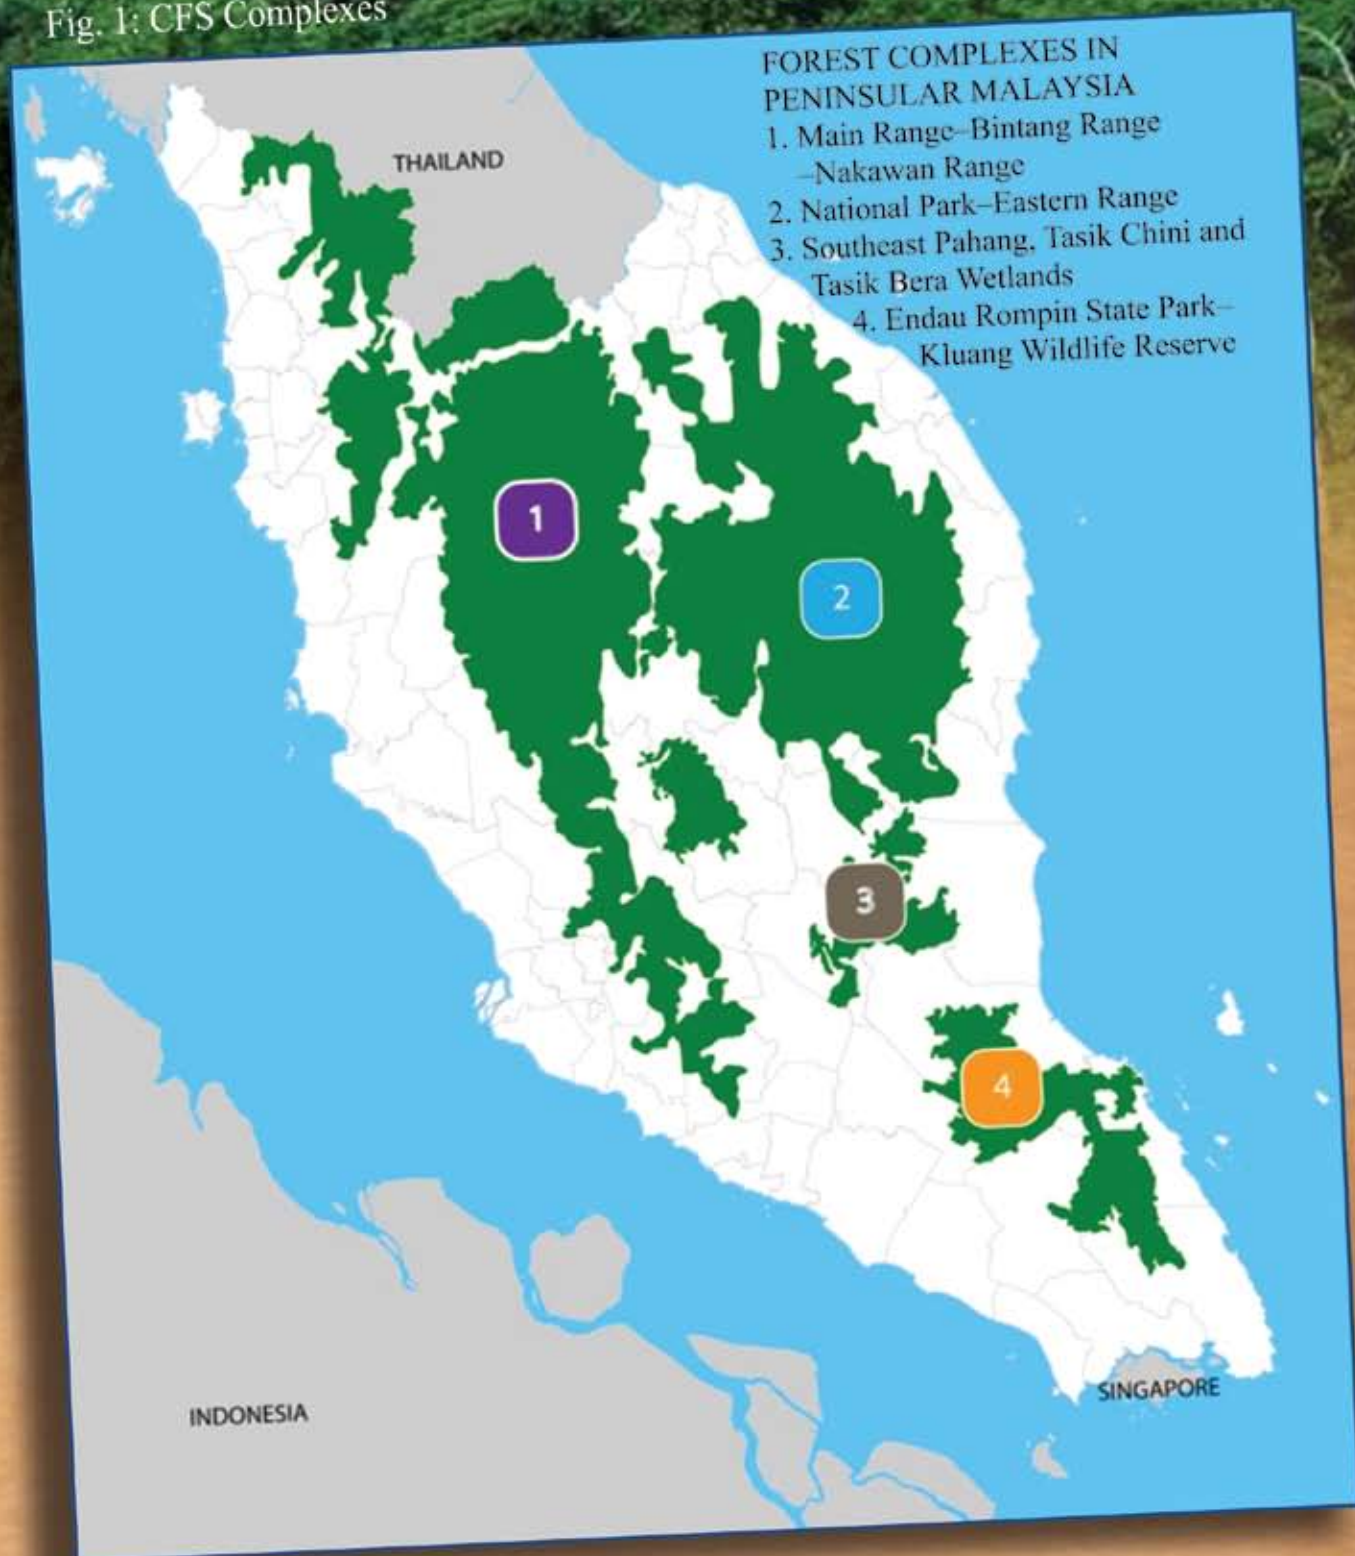 Fig. 1: CFS Complexes
FOREST COMPLEXES IN
PENINSULAR MALAYSIA
1. Main Range–Bintang Range
–Nakawan Range
2. National Park–Eastern Range
3. Southeast Pahang, Tasik Chini and
Tasik Bera Wetlands
4. Endau Rompin State Park–
Kluang Wildlife Reserve
THAILAND
1
2
3
4
SINGAPORE
INDONESIA